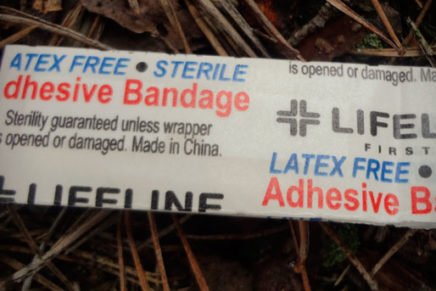 ATEX FREE • STERILE
dhesive Bandage
Sterility guaranteed unless wrapper
s opened or damaged. Made in China.
LIFELINE
is opened or damaged. Ma
LIFEL
FIRST
LATEX FREE •
Adhesive B